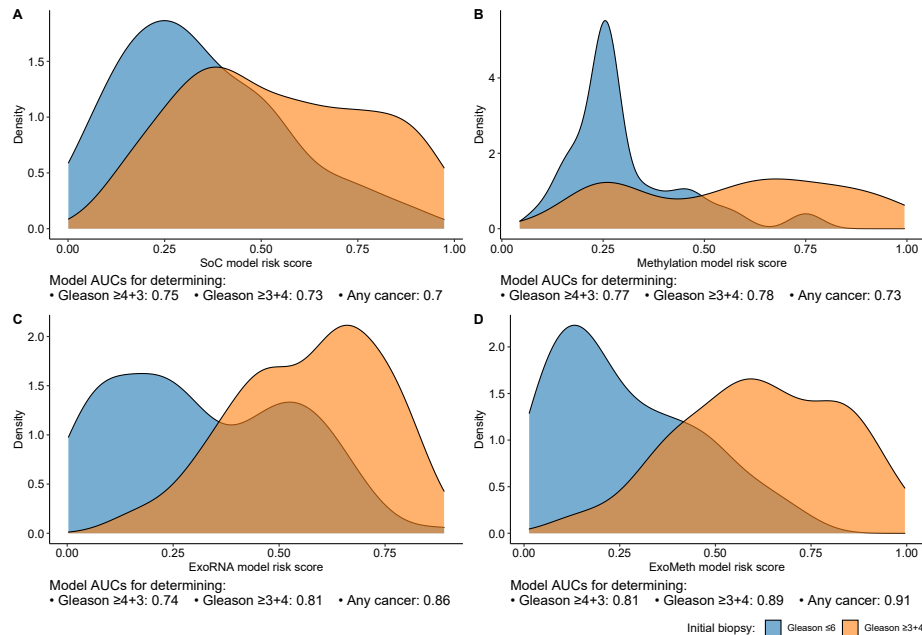 A
Density
1.5
1.0
0.5
0.0
0.00 0.25 0.50 0.75 1.00
SoC model risk score
Model AUCs for determining:
• Gleason ≥4+3: 0.75 • Gleason ≥3+4: 0.73 • Any cancer: 0.7
B
Density
4
2
0
0.25 0.50 0.75 1.00
Methylation model risk score
Model AUCs for determining:
• Gleason ≥4+3: 0.77 • Gleason ≥3+4: 0.78 • Any cancer: 0.73
C
Density
2.0
1.5
1.0
0.5
0.0
0.00 0.25 0.50 0.75
ExoRNA model risk score
Model AUCs for determining:
• Gleason ≥4+3: 0.74 • Gleason ≥3+4: 0.81 • Any cancer: 0.86
D
Density
2.0
1.5
1.0
0.5
0.0
0.00 0.25 0.50 0.75 1.00
ExoMeth model risk score
Model AUCs for determining:
• Gleason ≥4+3: 0.81 • Gleason ≥3+4: 0.89 • Any cancer: 0.91
Initial biopsy: Gleason ≤6 Gleason ≥3+4